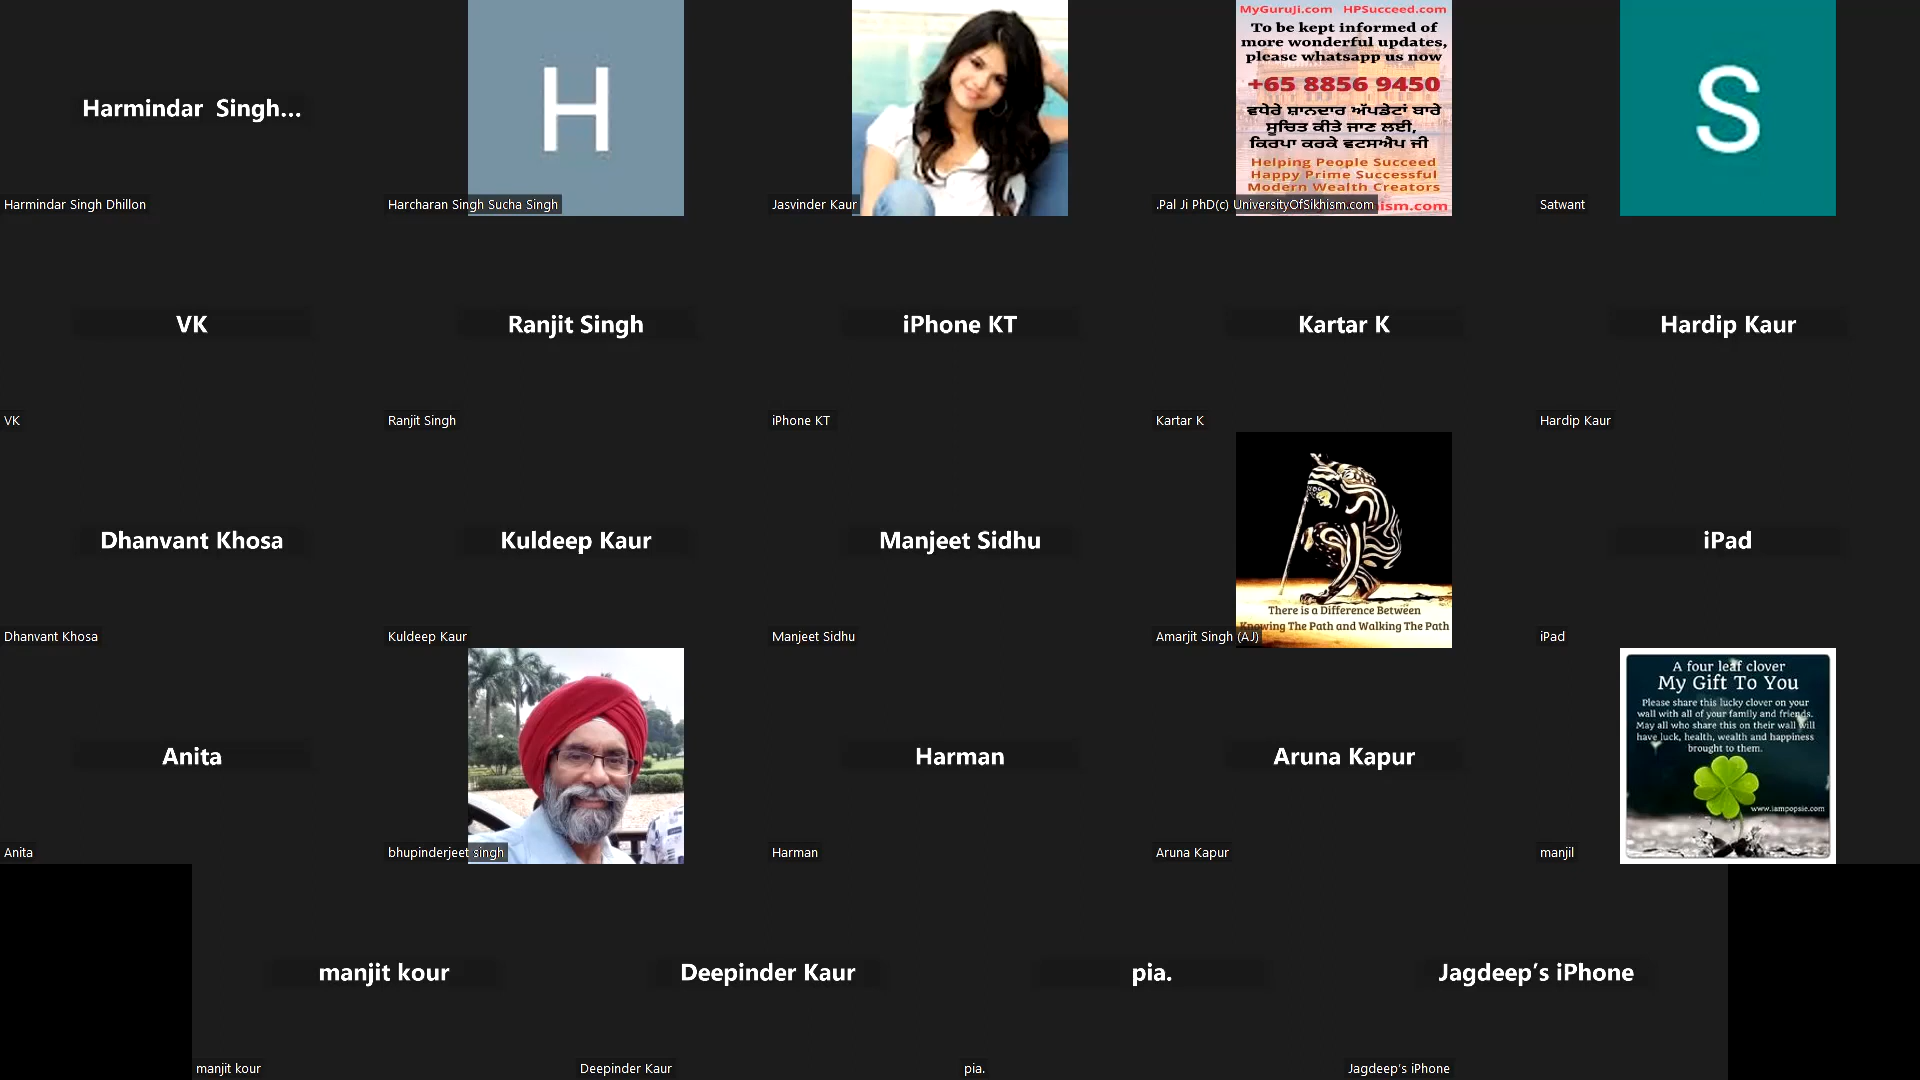 Harmindar  Singh...
Harmindar Singh Dhillon
H
Harcharan Singh Sucha Singh
Jasvinder Kaur
MyGuruJi.com   HPSucceed.com
To be kept informed of
more wonderful updates,
please whatsapp us now
+65 8856 9450
ਵਧੇਰੇ ਸ਼ਾਨਦਾਰ ਅੱਪਡੇਟਾਂ ਬਾਰੇ
ਸੂਚਿਤ ਕੀਤੇ ਜਾਣ ਲਈ,
ਕਿਰਪਾ ਕਰਕੇ ਵਟਸਐਪ ਜੀ
Helping People Succeed
Happy Prime Successful
Modern Wealth Creators
ism.com
.Pal Ji PhD(c) UniversityOfSikhism.com
S
Satwant
VK
VK
Ranjit Singh
Ranjit Singh
iPhone KT
iPhone KT
Kartar K
Kartar K
Hardip Kaur
Hardip Kaur
Dhanvant Khosa
Dhanvant Khosa
Kuldeep Kaur
Kuldeep Kaur
Manjeet Sidhu
Manjeet Sidhu
There is a Difference Between
Knowing The Path and Walking The Path
Amarjit Singh (AJ)
iPad
iPad
Anita
Anita
bhupinderjeet singh
Harman
Harman
Aruna Kapur
Aruna Kapur
A four leaf clover
My Gift To You
Please share this lucky clover on your
wall with all of your family and friends.
May all who share this on their wall will
have luck, health, wealth and happiness
brought to them.
www.iampopsie.com
manjil
manjit kour
manjit kour
Deepinder Kaur
Deepinder Kaur
pia.
pia.
Jagdeep’s iPhone
Jagdeep’s iPhone